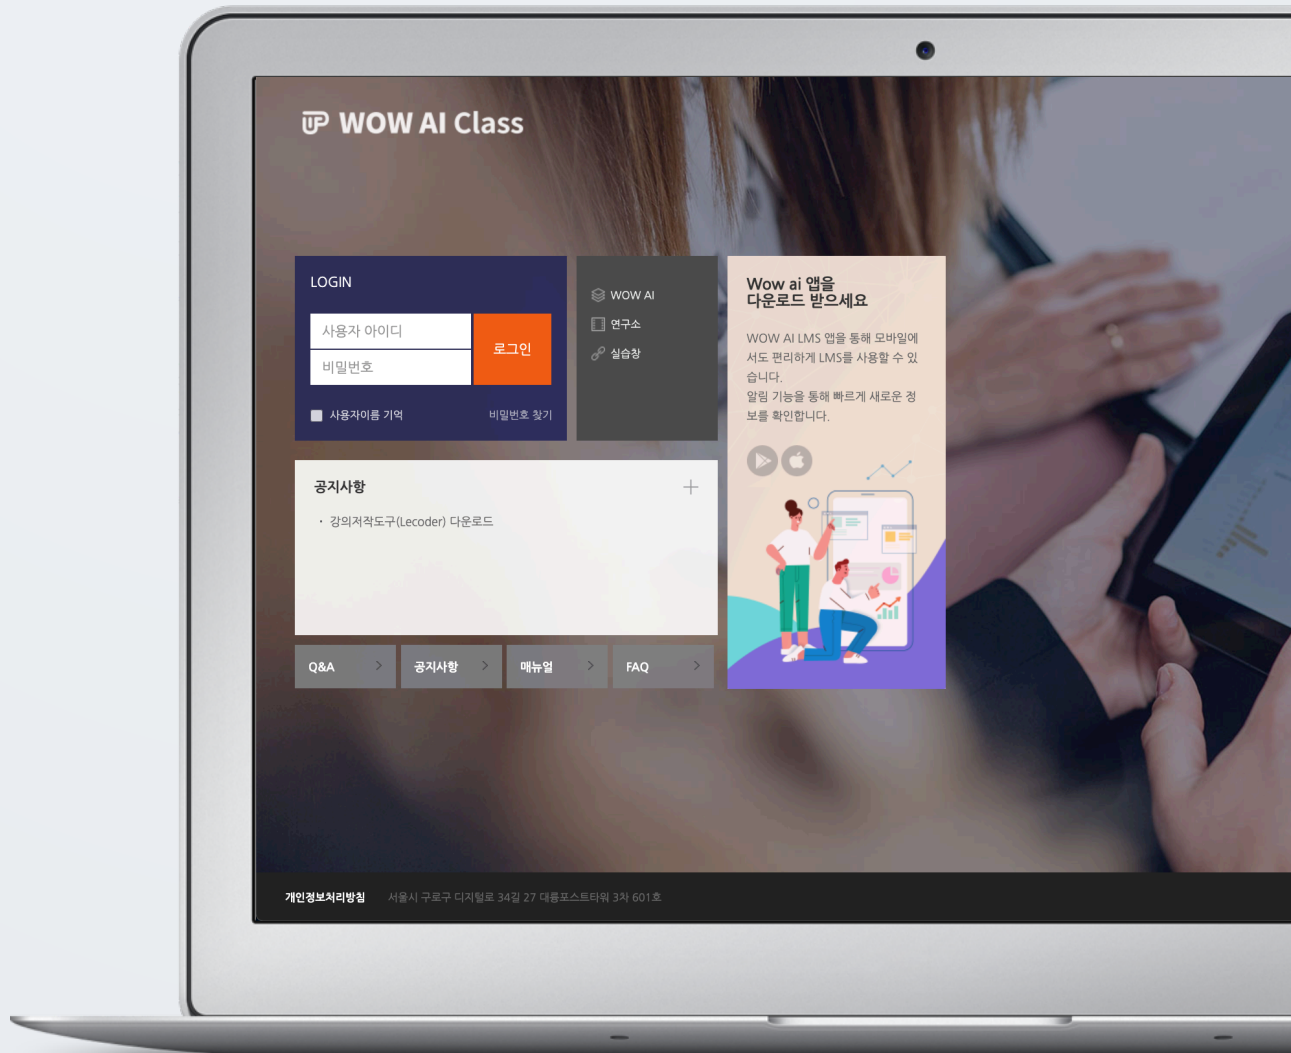 UP WOW AI Class
LOGIN
사용자 아이디
비밀번호
로그인
사용자이름 기억
비밀번호 찾기
WOW AI
연구소
실습창
Wow ai 앱을
다운로드 받으세요
WOW AI LMS 앱을 통해 모바일에
서도 편리하게 LMS를 사용할 수 있
습니다.
알림 기능을 통해 빠르게 새로운 정
보를 확인합니다.
공지사항
· 강의저작도구(Lecoder) 다운로드
Q&A
공지사항
매뉴얼
FAQ
개인정보처리방침
서울시 구로구 디지털로 34길 27 대륭포스트타워 3차 601호